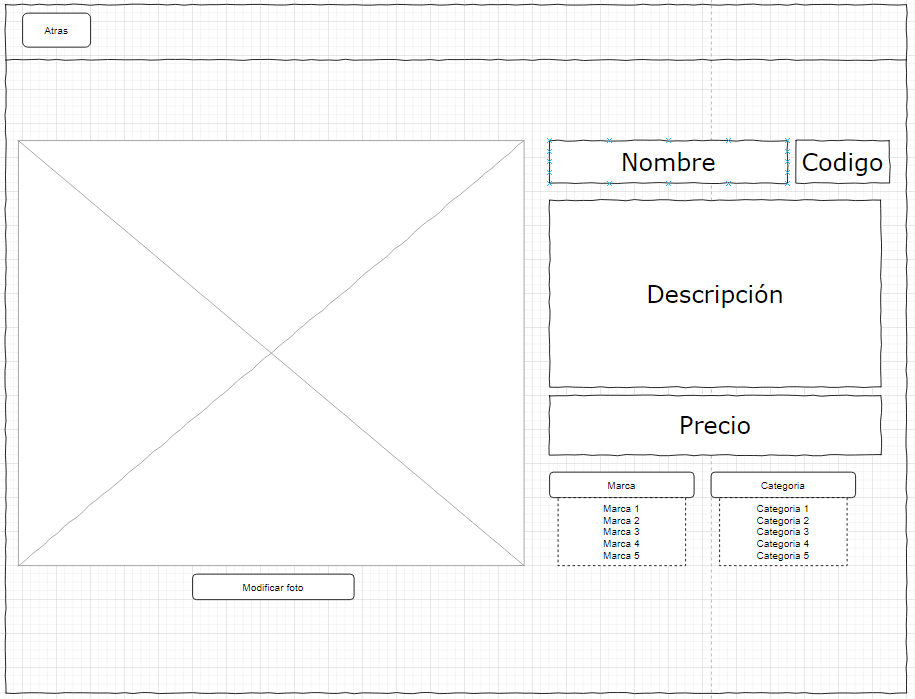 Atras
Nombre
Codigo
Descripción
Precio
Marca
Categoria
Marca 1
Marca 2
Marca 3
Marca 4
Marca 5
Categoria 1
Categoria 2
Categoria 3
Categoria 4
Categoria 5
Modificar foto